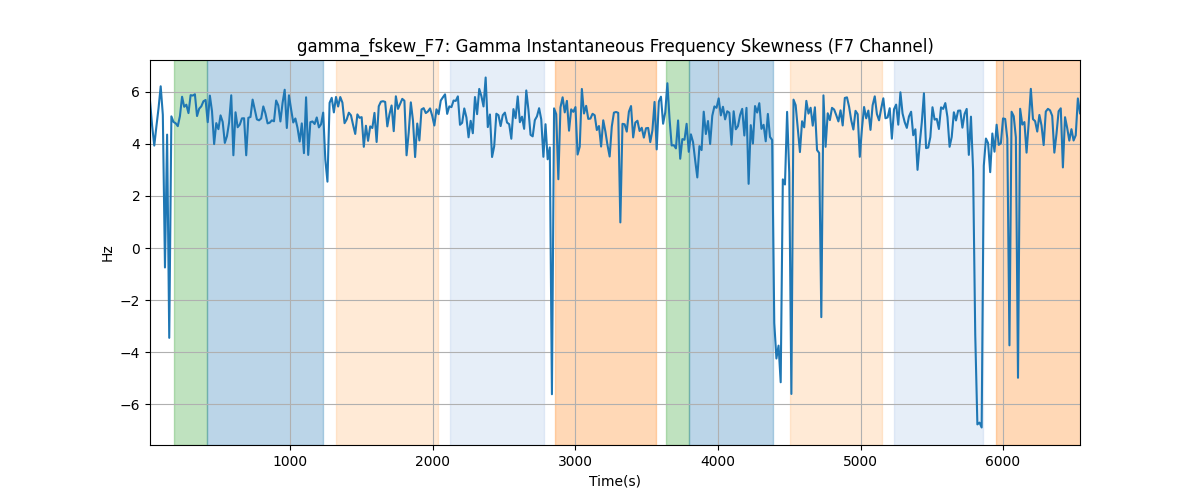 gamma_fskew_F7: Gamma Instantaneous Frequency Skewness (F7 Channel)
Hz
6
4
2
0
−2
−4
−6
1000 2000 3000 4000 5000 6000
Time(s)